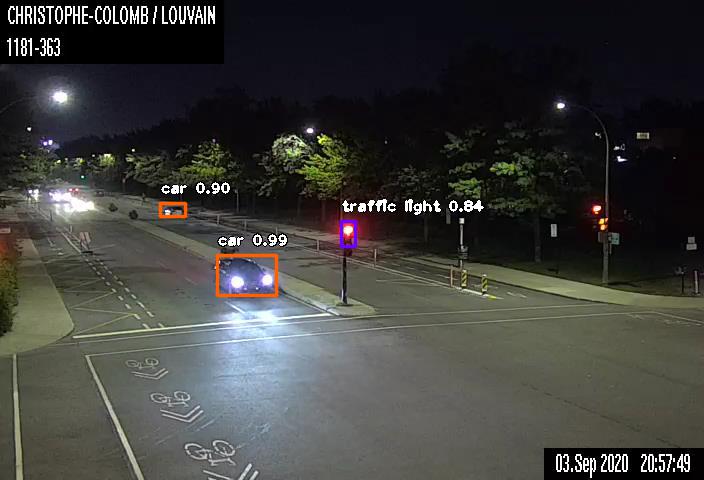 CHRISTOPHE-COLOMB / LOUVAIN
1181-363
car 0.90
traffic light 0.84
car 0.99
03.Sep 2020 20:57:49